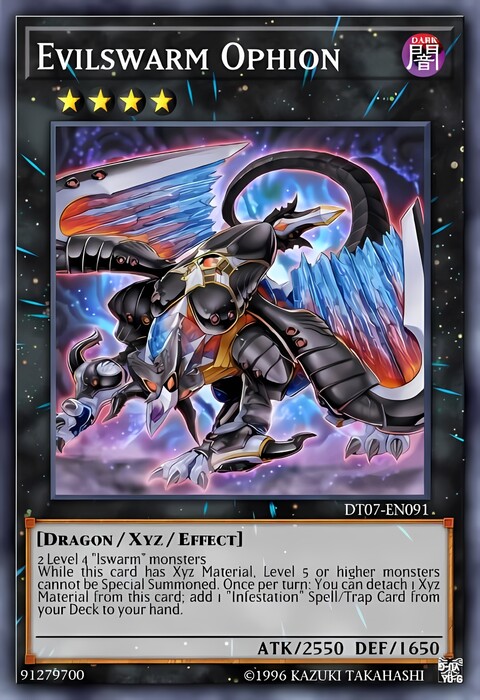 EVILSWARM OPHION
DARK
闇
DT07-EN091
[DRAGON / XYZ / EFFECT]
2 Level 4 "lswarm" monsters
While this card has Xyz Material, Level 5 or higher monsters
cannot be Special Summoned. Once per turn: You can detach 1 Xyz
Material from this card; add 1 "Infestation" Spell/Trap Card from
your Deck to your hand.
ATK/2550 DEF/1650
91279700
©1996 KAZUKI TAKAHASHI